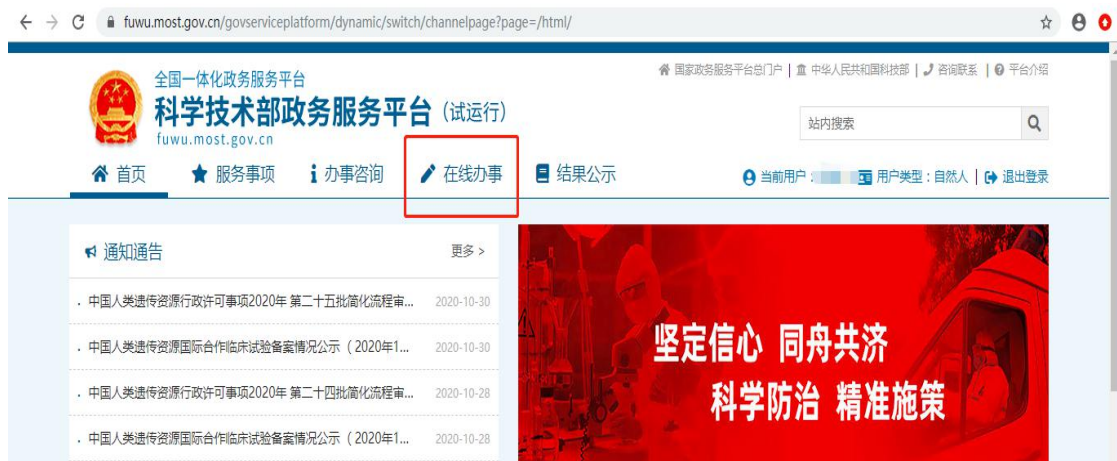 fuwu.most.gov.cn/govserviceplatform/dynamic/switch/channelpage?page=/html/
国家政务服务平台总门户 | 中华人民共和国科技部 | 咨询联系 | 平台介绍
全国一体化政务服务平台
科学技术部政务服务平台（试运行）
fuwu.most.gov.cn
站内搜索
首页 服务事项 办事咨询 在线办事 结果公示
当前用户： 用户类型：自然人 | 退出登录
通知通告 更多 >
· 中国人类遗传资源行政许可事项2020年 第二十五批简化流程审... 2020-10-30
· 中国人类遗传资源国际合作临床试验备案情况公示（ 2020年1... 2020-10-30
· 中国人类遗传资源行政许可事项2020年 第二十四批简化流程审... 2020-10-28
· 中国人类遗传资源国际合作临床试验备案情况公示（ 2020年1... 2020-10-28
坚定信心 同舟共济
科学防治 精准施策